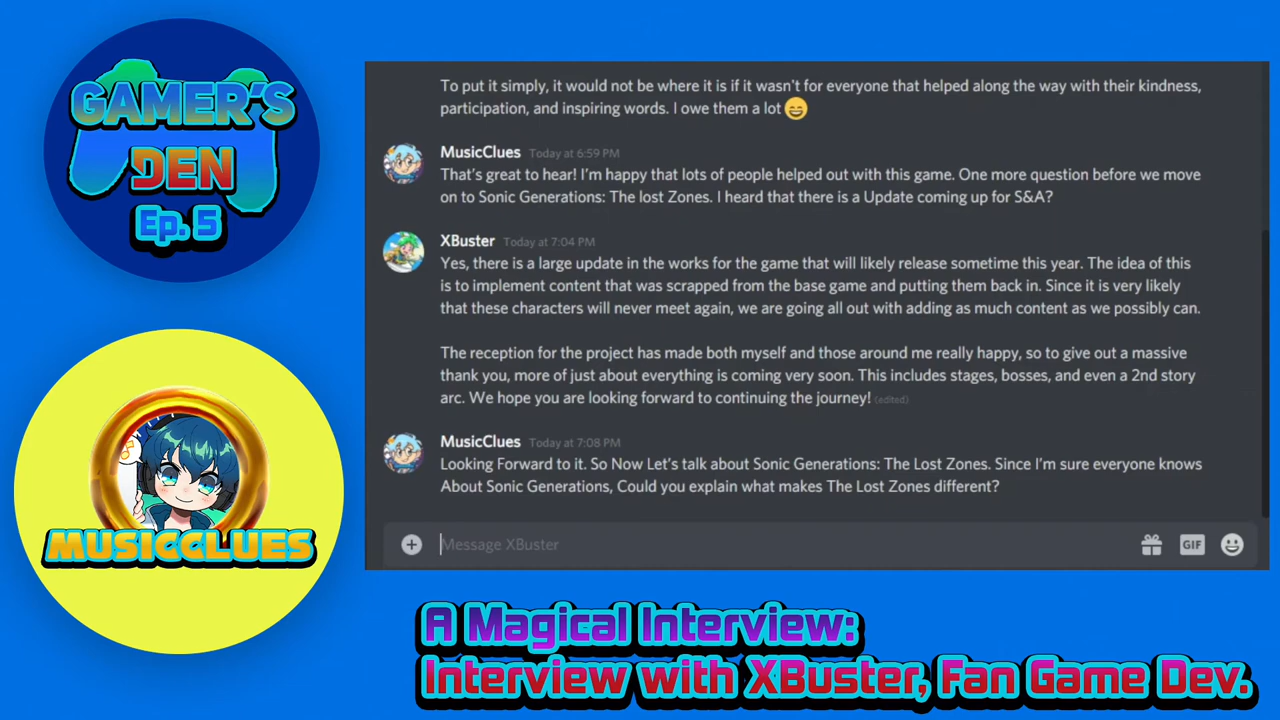 GAMER'S
DEN
Ep. 5
MUSICCLUES
To put it simply, it would not be where it is if it wasn't for everyone that helped along the way with their kindness,
participation, and inspiring words. I owe them a lot 😄
MusicClues Today at 6:59 PM
That's great to hear! I'm happy that lots of people helped out with this game. One more question before we move
on to Sonic Generations: The lost Zones. I heard that there is a Update coming up for S&A?
XBuster Today at 7:04 PM
Yes, there is a large update in the works for the game that will likely release sometime this year. The idea of this
is to implement content that was scrapped from the base game and putting them back in. Since it is very likely
that these characters will never meet again, we are going all out with adding as much content as we possibly can.
The reception for the project has made both myself and those around me really happy, so to give out a massive
thank you, more of just about everything is coming very soon. This includes stages, bosses, and even a 2nd story
arc. We hope you are looking forward to continuing the journey! (edited)
MusicClues Today at 7:08 PM
Looking Forward to it. So Now Let's talk about Sonic Generations: The Lost Zones. Since I'm sure everyone knows
About Sonic Generations, Could you explain what makes The Lost Zones different?
Message XBuster
GIF
A Magical Interview:
Interview with XBuster, Fan Game Dev.